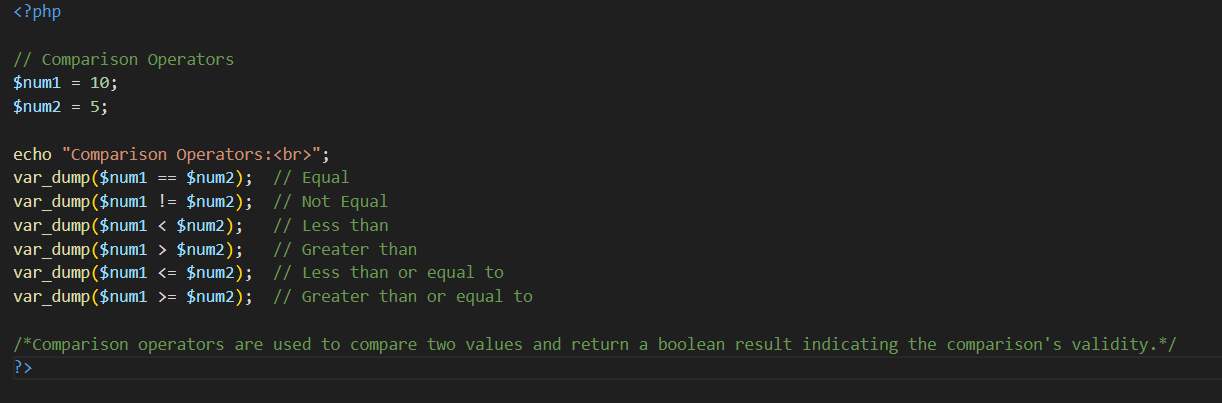 <?php
// Comparison Operators
$num1 = 10;
$num2 = 5;
echo "Comparison Operators:<br>";
var_dump($num1 == $num2);  // Equal
var_dump($num1 != $num2);  // Not Equal
var_dump($num1 < $num2);   // Less than
var_dump($num1 > $num2);   // Greater than
var_dump($num1 <= $num2);  // Less than or equal to
var_dump($num1 >= $num2);  // Greater than or equal to
/*Comparison operators are used to compare two values and return a boolean result indicating the comparison's validity.*/
?>